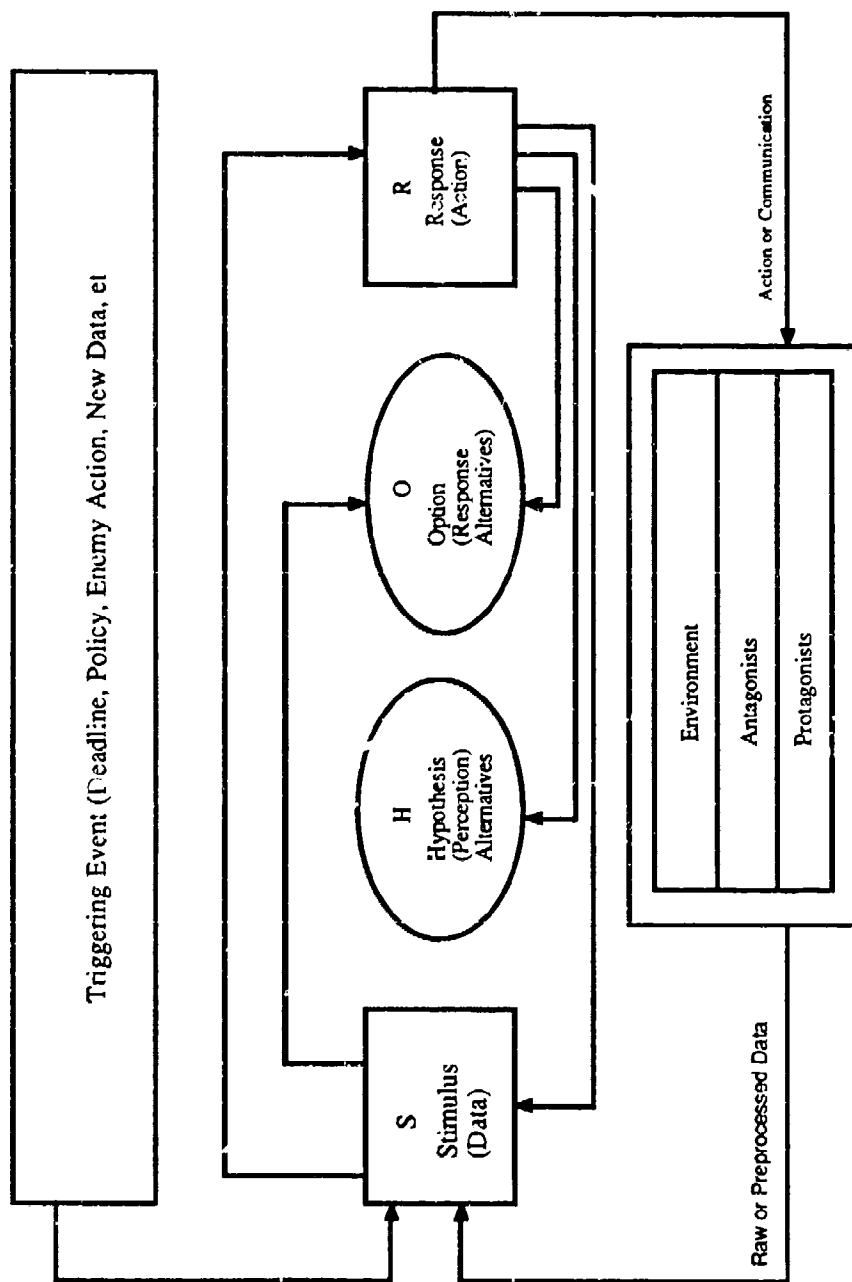 Triggering Event (Deadline, Policy, Enemy Action, New Data, et
S
Stimulus
(Data)
H
Hypothesis
(Perception)
Alternatives
O
Option
(Response
Alternatives)
R
Response
(Action)
Raw or Preprocessed Data
Environment
Antagonists
Protagonists
Action or Communication